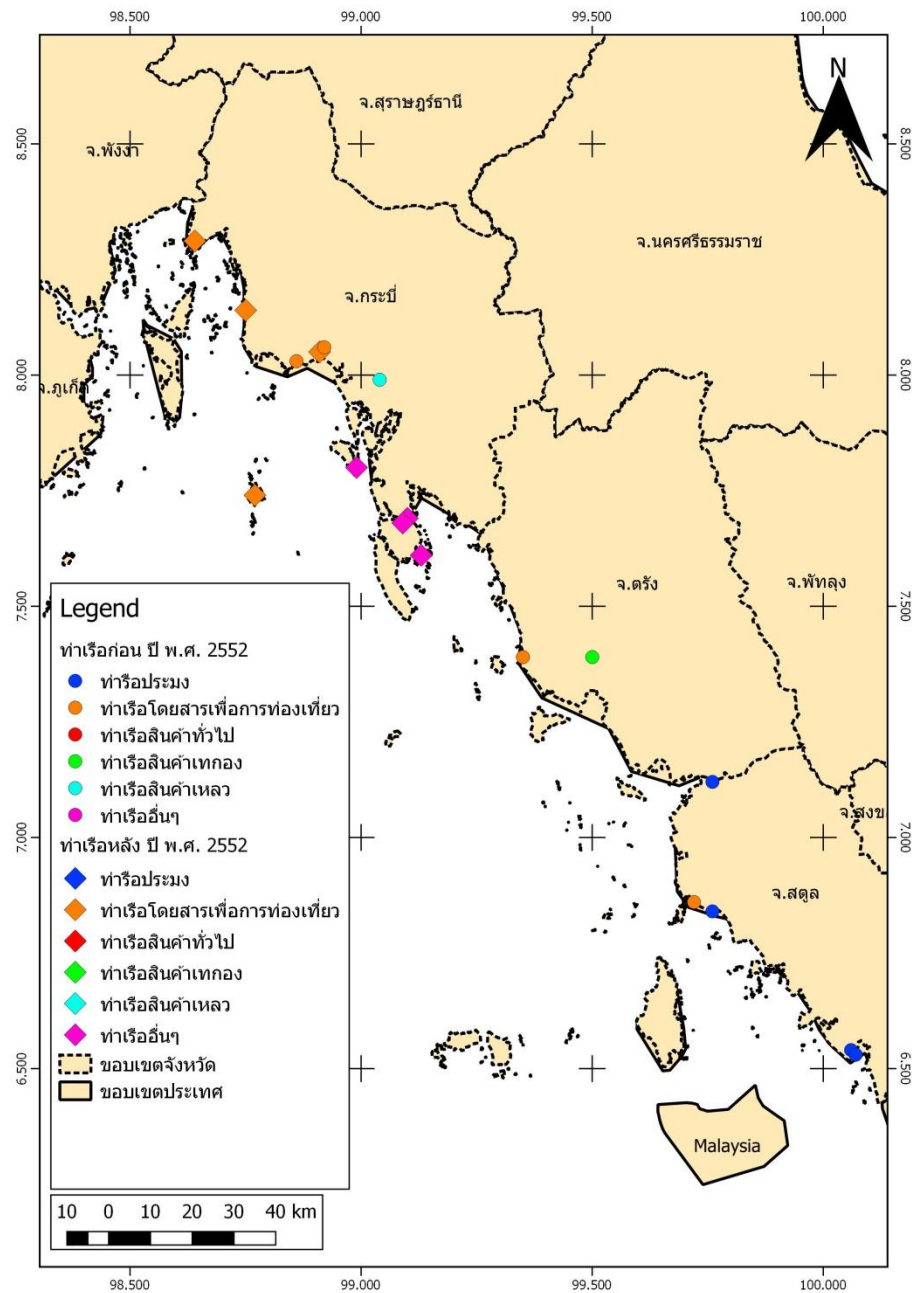 98.500 99.000 99.500 100.000
N
จ.สุราษฎร์ธานี
8.500 8.500
จ.พังงา
จ.นครศรีธรรมราช
จ.กระบี่
8.000 8.000
จ.ภูเก็ต
จ.พัทลุง
จ.ตรัง
7.500 7.500
Legend
ท่าเรือก่อน ปี พ.ศ. 2552
ท่ารือประมง
ท่าเรือโดยสารเพื่อการท่องเที่ยว
ท่าเรือสินค้าทั่วไป
ท่าเรือสินค้าเทกอง
ท่าเรือสินค้าเหลว
ท่าเรืออื่นๆ
ท่าเรือหลัง ปี พ.ศ. 2552
ท่ารือประมง
ท่าเรือโดยสารเพื่อการท่องเที่ยว
ท่าเรือสินค้าทั่วไป
ท่าเรือสินค้าเทกอง
ท่าเรือสินค้าเหลว
ท่าเรืออื่นๆ
ขอบเขตจังหวัด
ขอบเขตประเทศ
7.000 7.000
จ.สงข
จ.สตูล
6.500
Malaysia
10 0 10 20 30 40 km
98.500 99.000 99.500 100.000